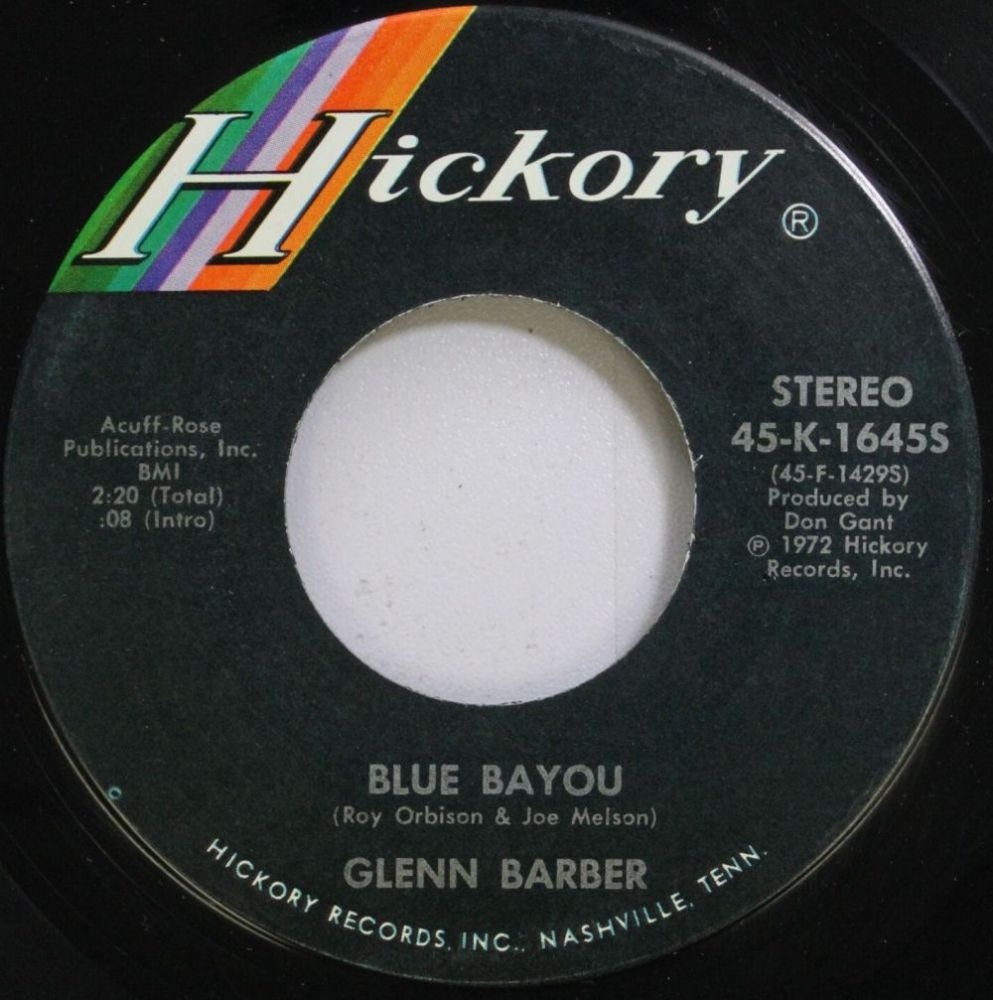 Hickory ®
Acuff-Rose
Publications, Inc.
BMI
2:20 (Total)
:08 (Intro)
STEREO
45-K-1645S
(45-F-1429S)
Produced by
Don Gant
℗ 1972 Hickory
Records, Inc.
BLUE BAYOU
(Roy Orbison & Joe Melson)
GLENN BARBER
HICKORY RECORDS, INC., NASHVILLE, TENN.